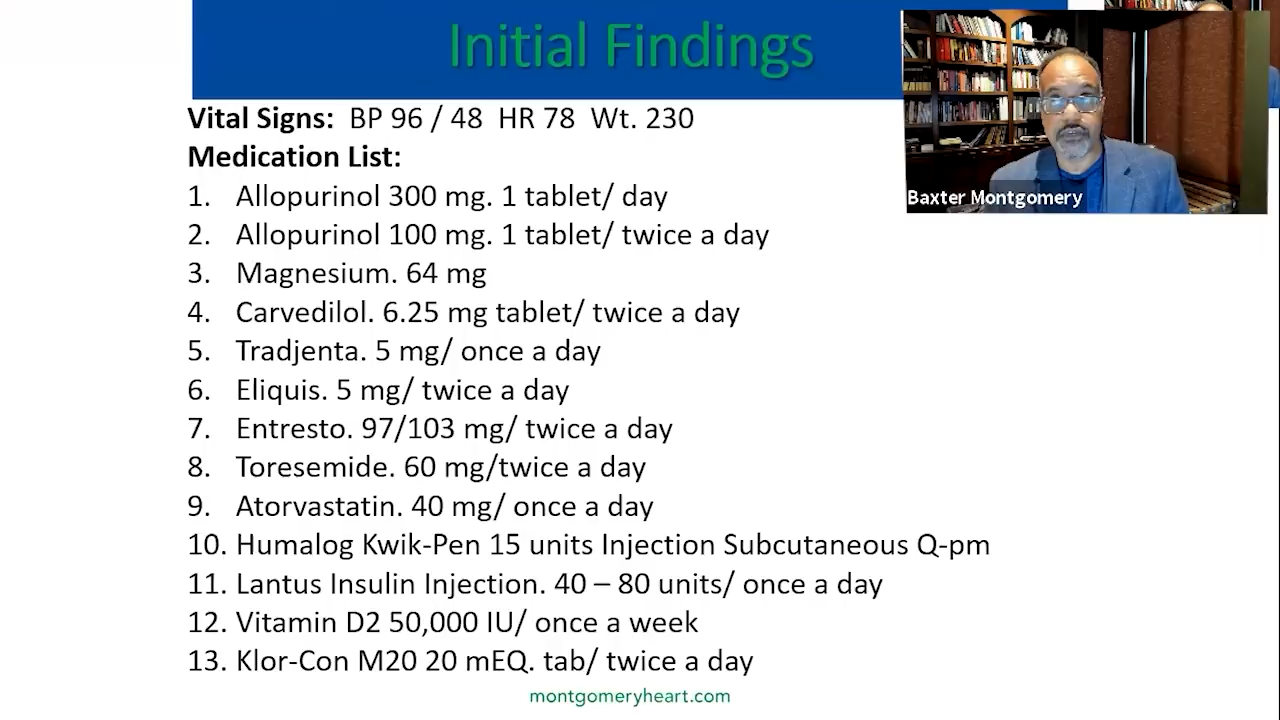 Initial Findings
Vital Signs: BP 96 / 48 HR 78 Wt. 230
Medication List:
1. Allopurinol 300 mg. 1 tablet/ day
2. Allopurinol 100 mg. 1 tablet/ twice a day
3. Magnesium. 64 mg
4. Carvedilol. 6.25 mg tablet/ twice a day
5. Tradjenta. 5 mg/ once a day
6. Eliquis. 5 mg/ twice a day
7. Entresto. 97/103 mg/ twice a day
8. Toresemide. 60 mg/twice a day
9. Atorvastatin. 40 mg/ once a day
10. Humalog Kwik-Pen 15 units Injection Subcutaneous Q-pm
11. Lantus Insulin Injection. 40 – 80 units/ once a day
12. Vitamin D2 50,000 IU/ once a week
13. Klor-Con M20 20 mEQ. tab/ twice a day
montgomeryheart.com
Baxter Montgomery